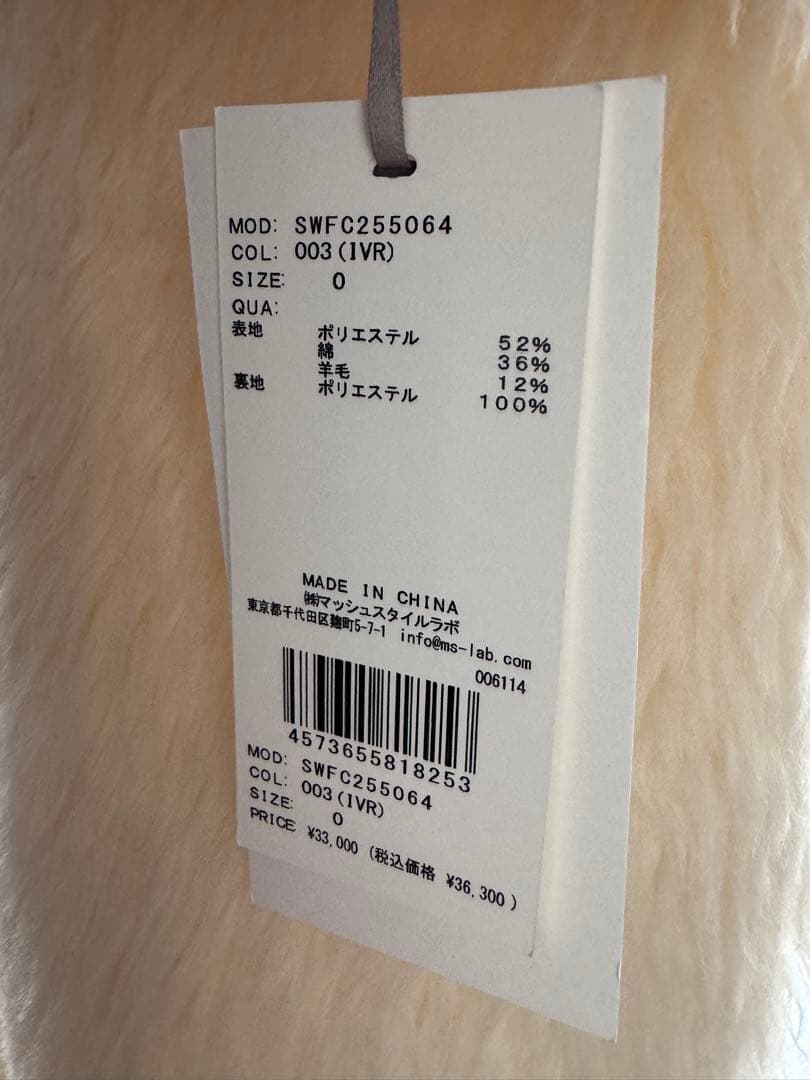 MOD: SWFC255064
COL: 003(IVR)
SIZE: 0
QUA:
表地 ポリエステル 52%
綿 36%
羊毛 12%
裏地 ポリエステル 100%
MADE IN CHINA
㈱マッシュスタイルラボ
東京都千代田区麹町5-7-1 info@ms-lab.com
006114
4573655818253
MOD: SWFC255064
COL: 003(IVR)
SIZE: 0
PRICE ¥33,000 (税込価格 ¥36,300 )